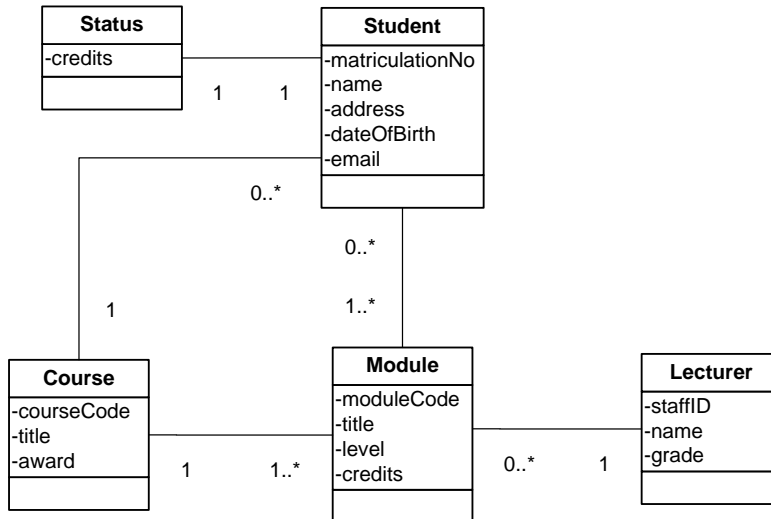 Status
-credits
Student
-matriculationNo
-name
-address
-dateOfBirth
-email
1
1
0..*
0..*
1
1..*
Course
-courseCode
-title
-award
Module
-moduleCode
-title
-level
-credits
Lecturer
-staffID
-name
-grade
1
1..*
0..*
1